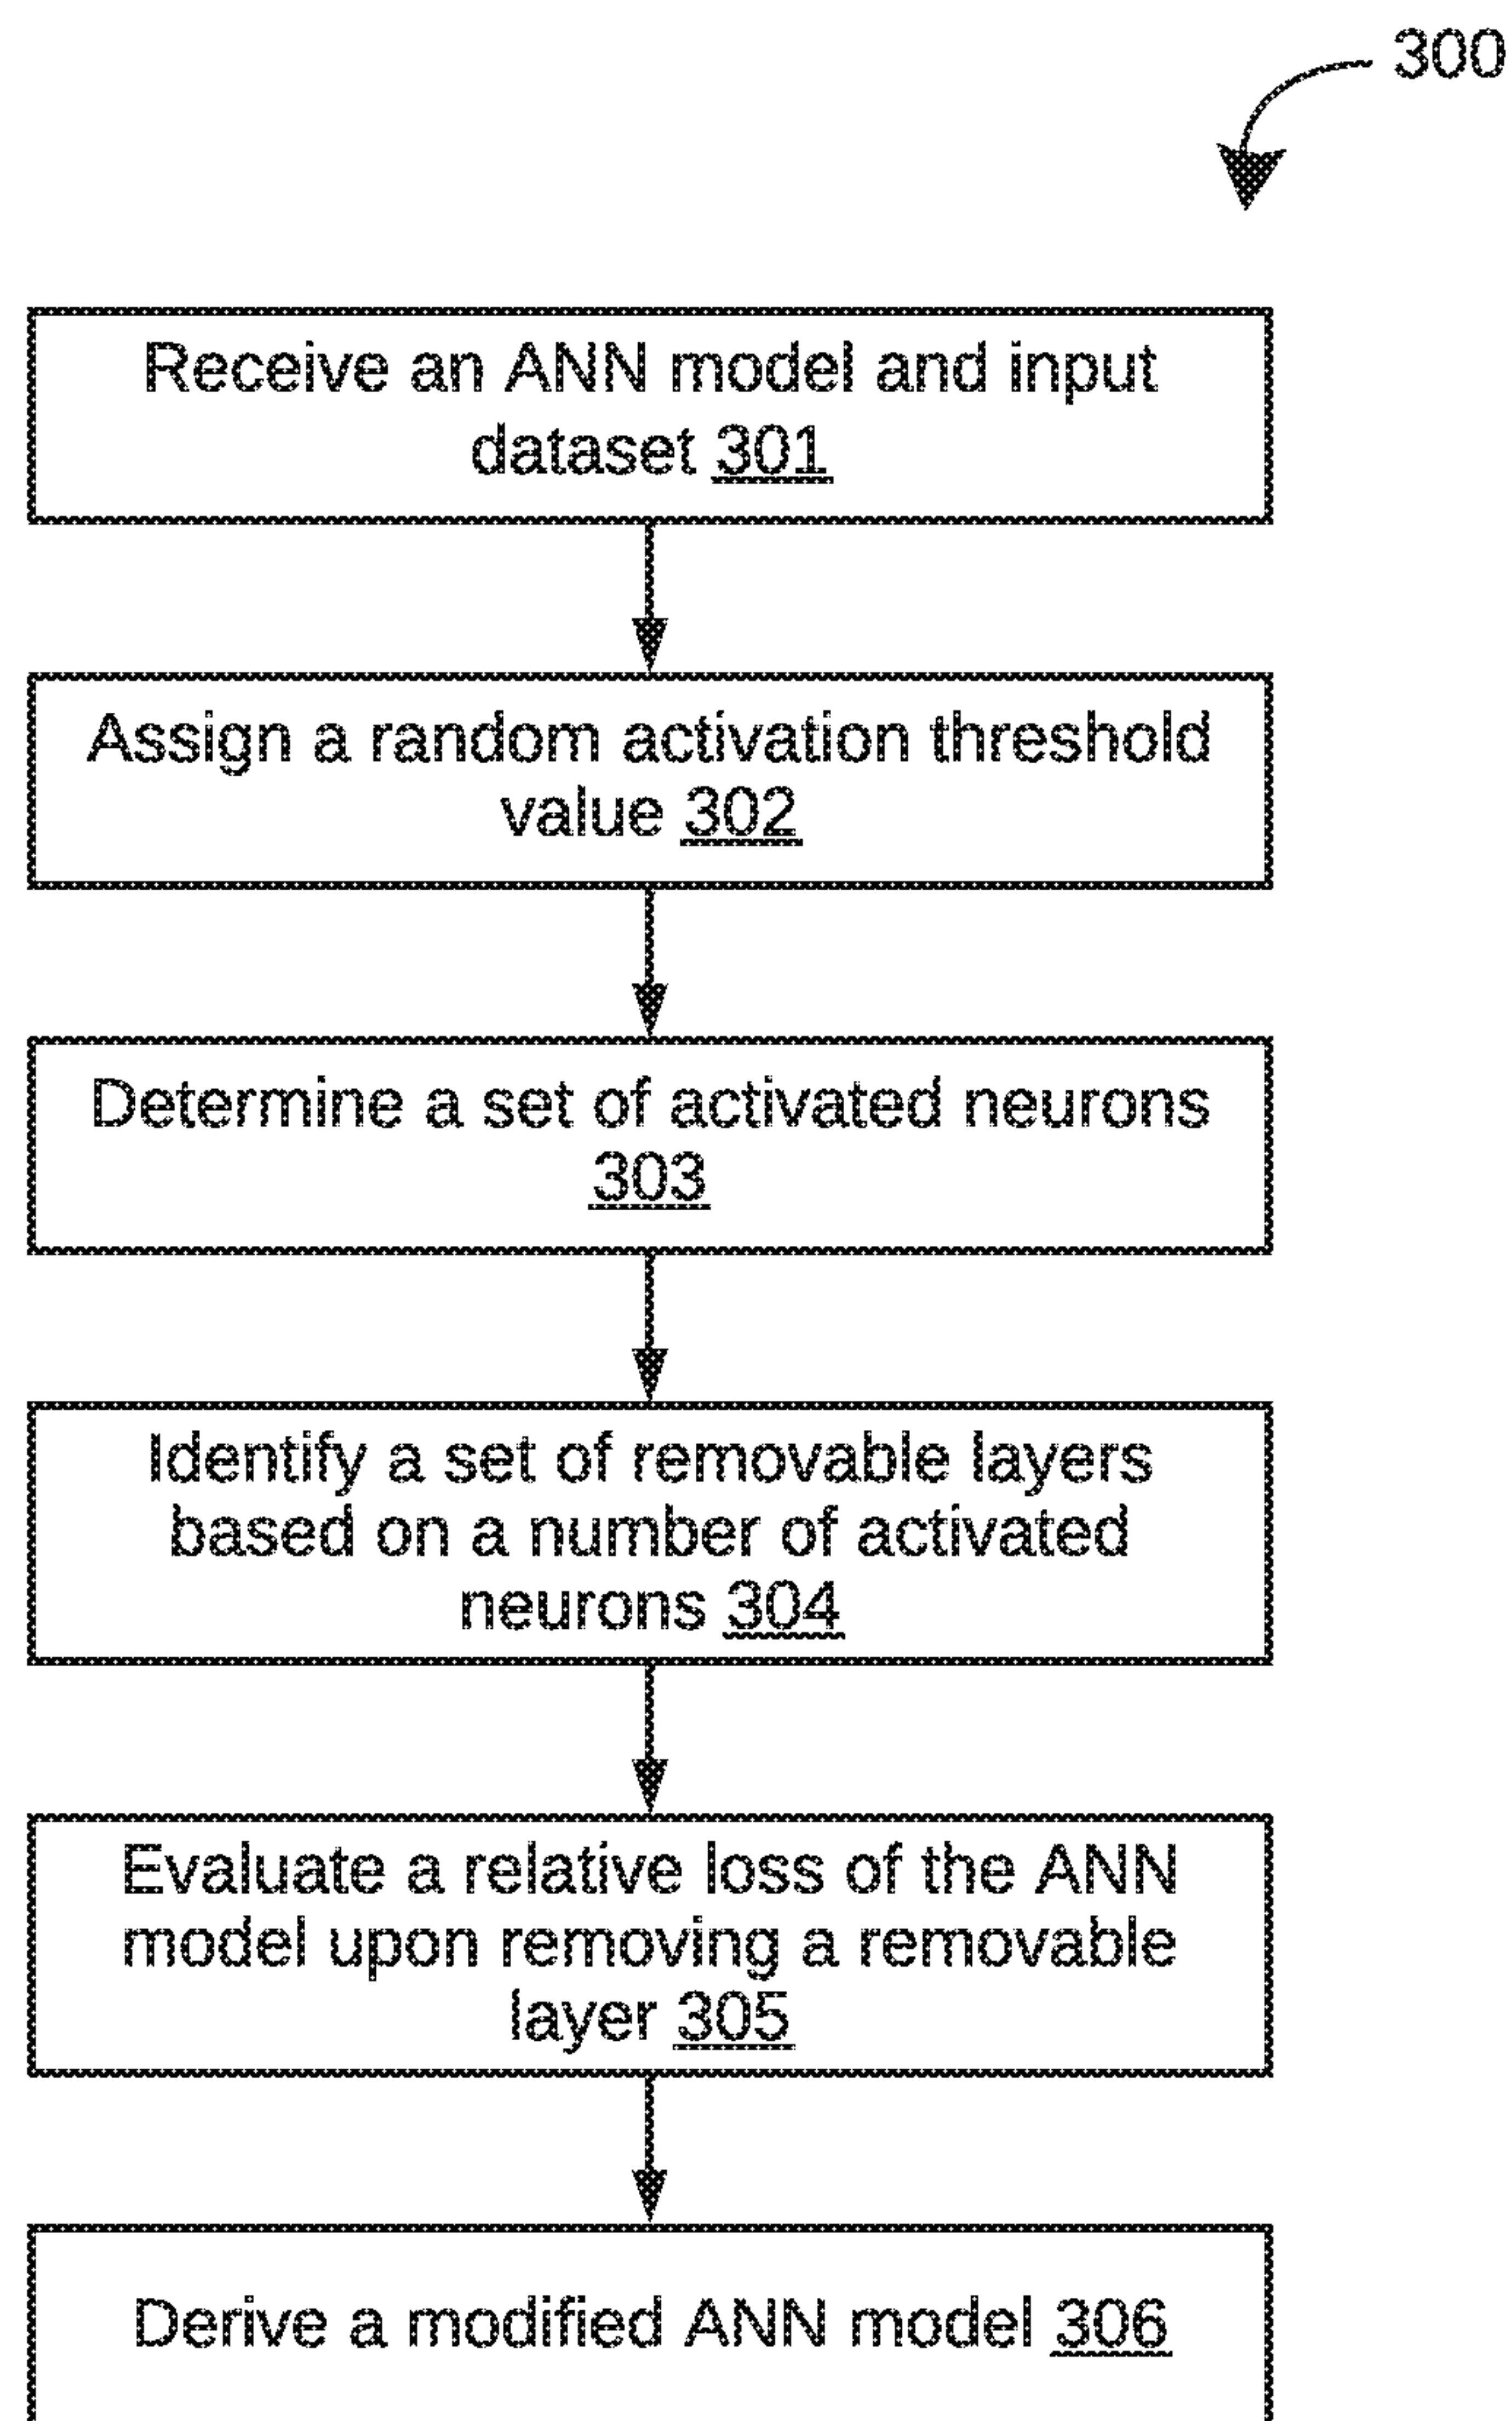 300
Receive an ANN model and input
dataset 301
Assign a random activation threshold
value 302
Determine a set of activated neurons
303
Identify a set of removable layers
based on a number of activated
neurons 304
Evaluate a relative loss of the ANN
model upon removing a removable
layer 305
Derive a modified ANN model 306